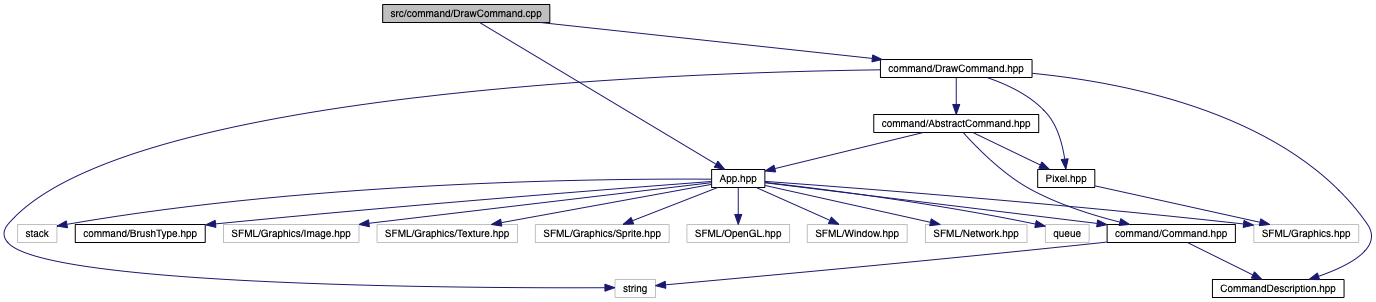 src/command/DrawCommand.cpp
command/DrawCommand.hpp
command/AbstractCommand.hpp
App.hpp
Pixel.hpp
stack
command/BrushType.hpp
SFML/Graphics/Image.hpp
SFML/Graphics/Texture.hpp
SFML/Graphics/Sprite.hpp
SFML/OpenGL.hpp
SFML/Window.hpp
SFML/Network.hpp
queue
command/Command.hpp
SFML/Graphics.hpp
string
CommandDescription.hpp